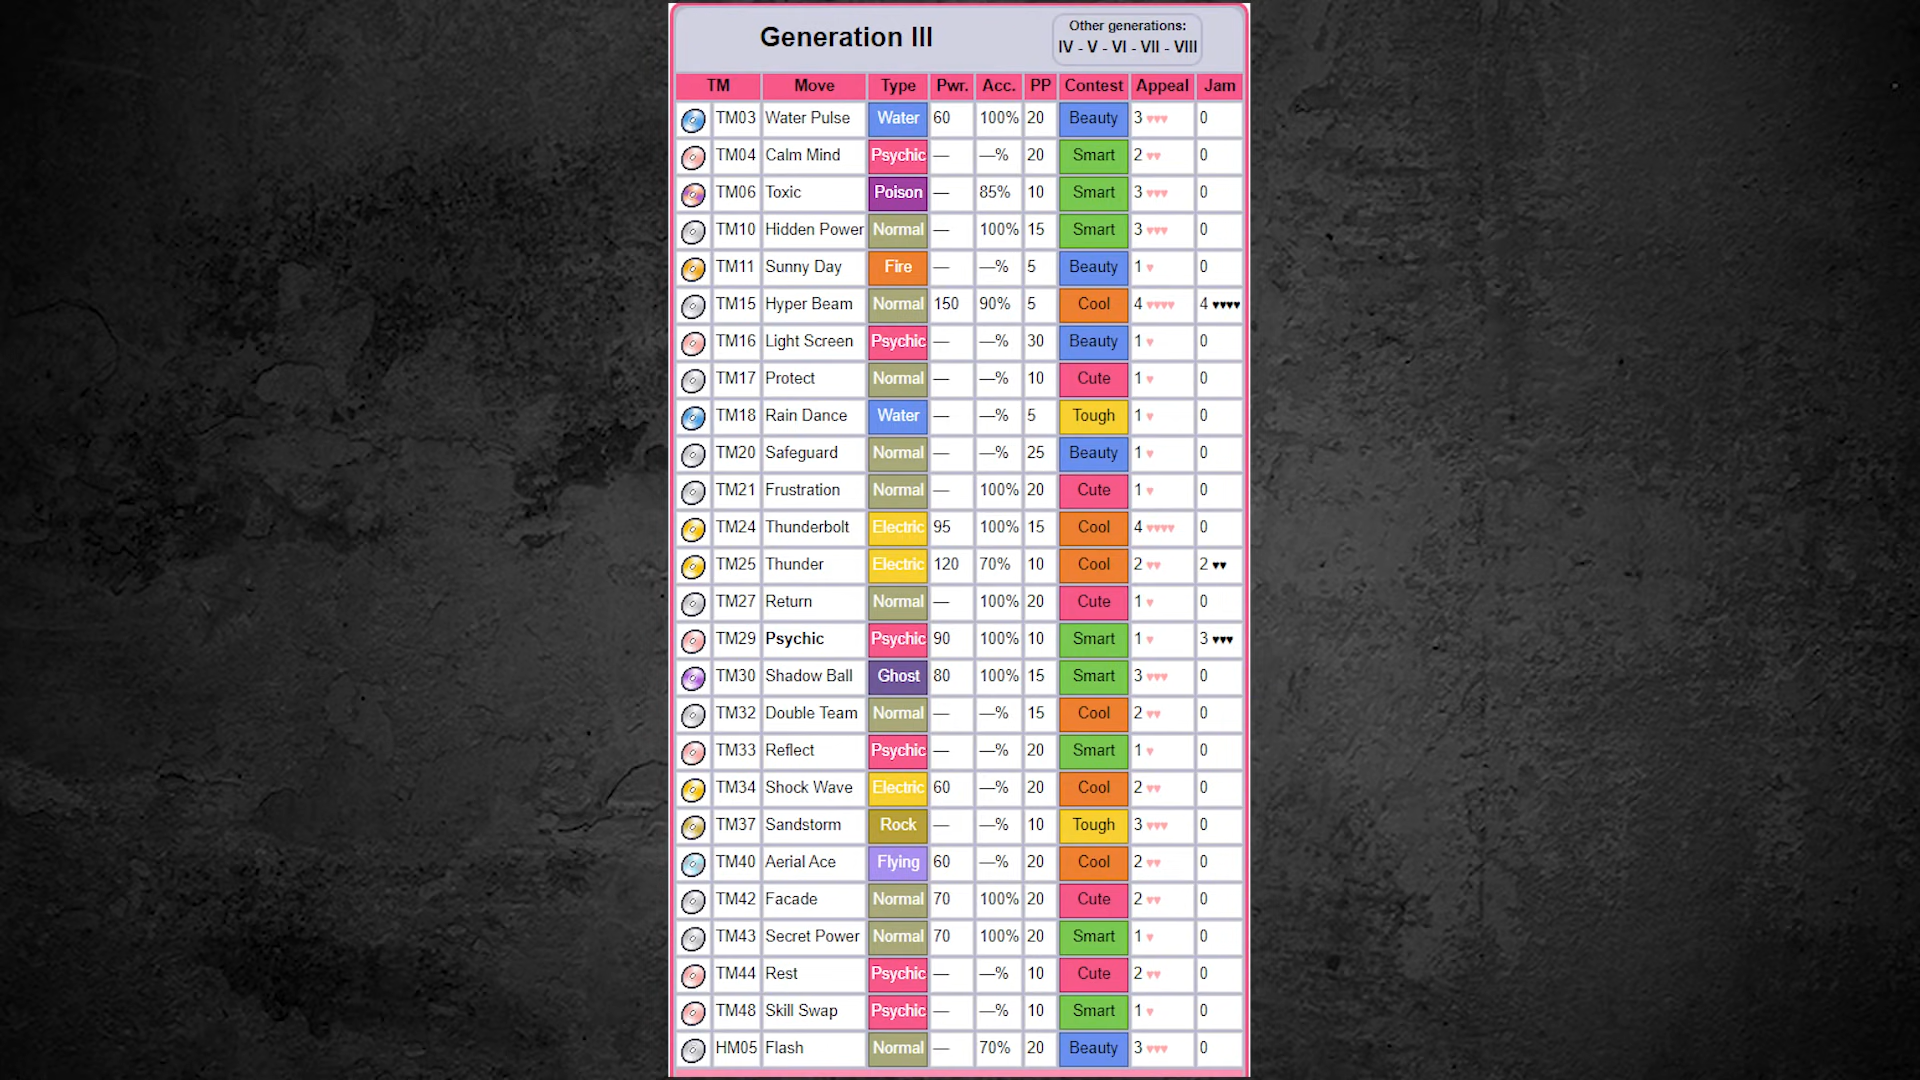 Generation III
Other generations:
IV - V - VI - VII - VIII
TM Move Type Pwr. Acc. PP Contest Appeal Jam
TM03 Water Pulse Water 60 100% 20 Beauty 3 ♥♥♥ 0
TM04 Calm Mind Psychic — —% 20 Smart 2 ♥♥ 0
TM06 Toxic Poison — 85% 10 Smart 3 ♥♥♥ 0
TM10 Hidden Power Normal — 100% 15 Smart 3 ♥♥♥ 0
TM11 Sunny Day Fire — —% 5 Beauty 1 ♥ 0
TM15 Hyper Beam Normal 150 90% 5 Cool 4 ♥♥♥♥ 4 ♥♥♥♥
TM16 Light Screen Psychic — —% 30 Beauty 1 ♥ 0
TM17 Protect Normal — —% 10 Cute 1 ♥ 0
TM18 Rain Dance Water — —% 5 Tough 1 ♥ 0
TM20 Safeguard Normal — —% 25 Beauty 1 ♥ 0
TM21 Frustration Normal — 100% 20 Cute 1 ♥ 0
TM24 Thunderbolt Electric 95 100% 15 Cool 4 ♥♥♥♥ 0
TM25 Thunder Electric 120 70% 10 Cool 2 ♥♥ 2 ♥♥
TM27 Return Normal — 100% 20 Cute 1 ♥ 0
TM29 Psychic Psychic 90 100% 10 Smart 1 ♥ 3 ♥♥♥
TM30 Shadow Ball Ghost 80 100% 15 Smart 3 ♥♥♥ 0
TM32 Double Team Normal — —% 15 Cool 2 ♥♥ 0
TM33 Reflect Psychic — —% 20 Smart 1 ♥ 0
TM34 Shock Wave Electric 60 —% 20 Cool 2 ♥♥ 0
TM37 Sandstorm Rock — —% 10 Tough 3 ♥♥♥ 0
TM40 Aerial Ace Flying 60 —% 20 Cool 2 ♥♥ 0
TM42 Facade Normal 70 100% 20 Cute 2 ♥♥ 0
TM43 Secret Power Normal 70 100% 20 Smart 1 ♥ 0
TM44 Rest Psychic — —% 10 Cute 2 ♥♥ 0
TM48 Skill Swap Psychic — —% 10 Smart 1 ♥ 0
HM05 Flash Normal — 70% 20 Beauty 3 ♥♥♥ 0